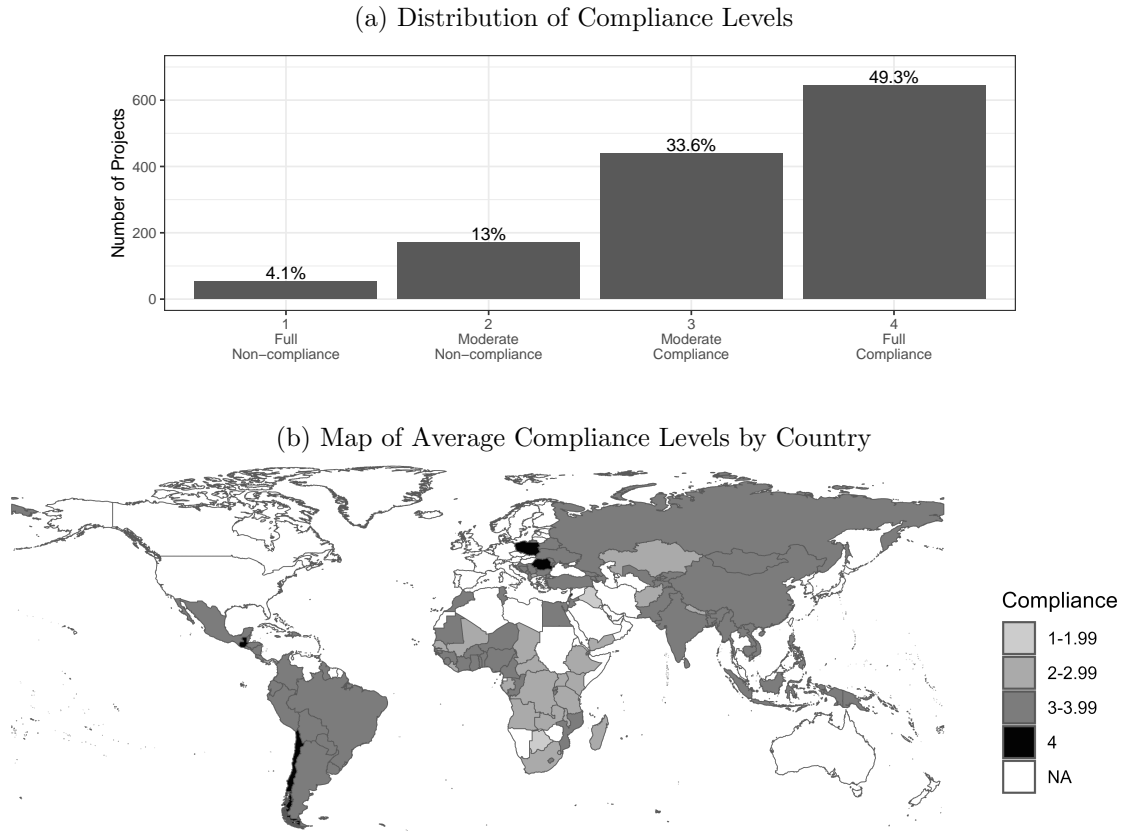 (a) Distribution of Compliance Levels
Number of Projects
600
400
200
0
4.1%
13%
33.6%
49.3%
1
Full
Non−compliance
2
Moderate
Non−compliance
3
Moderate
Compliance
4
Full
Compliance
(b) Map of Average Compliance Levels by Country
Compliance
1-1.99
2-2.99
3-3.99
4
NA